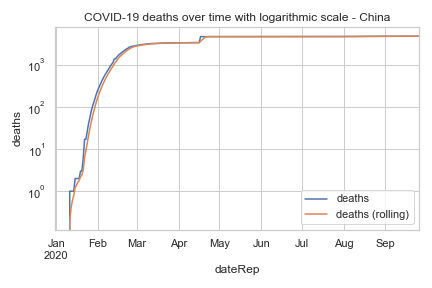 COVID-19 deaths over time with logarithmic scale - China
deaths
10³
10²
10¹
10⁰
deaths
deaths (rolling)
Jan Feb Mar Apr May Jun Jul Aug Sep
2020
dateRep